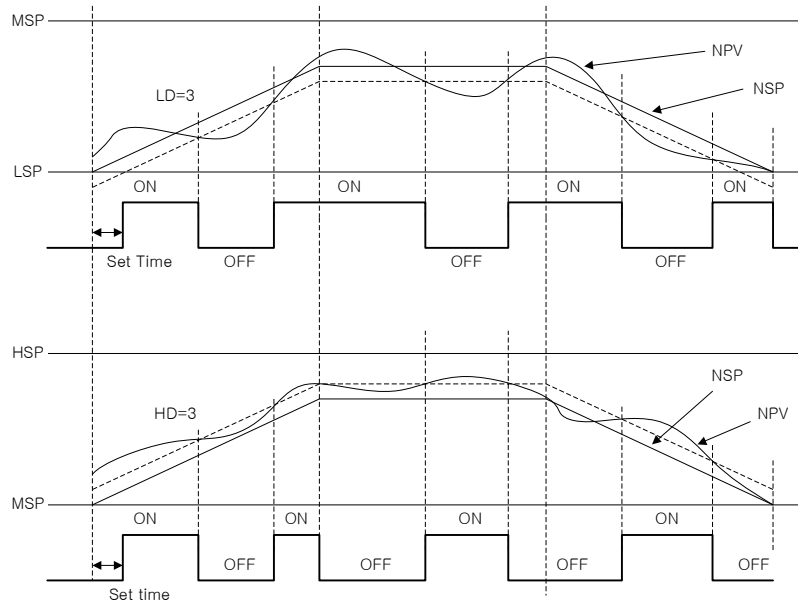 MSP
NPV
NSP
LD=3
LSP
ON ON ON ON
Set Time OFF OFF OFF
HSP
NSP
NPV
HD=3
MSP
ON ON ON ON
OFF OFF OFF OFF
Set time